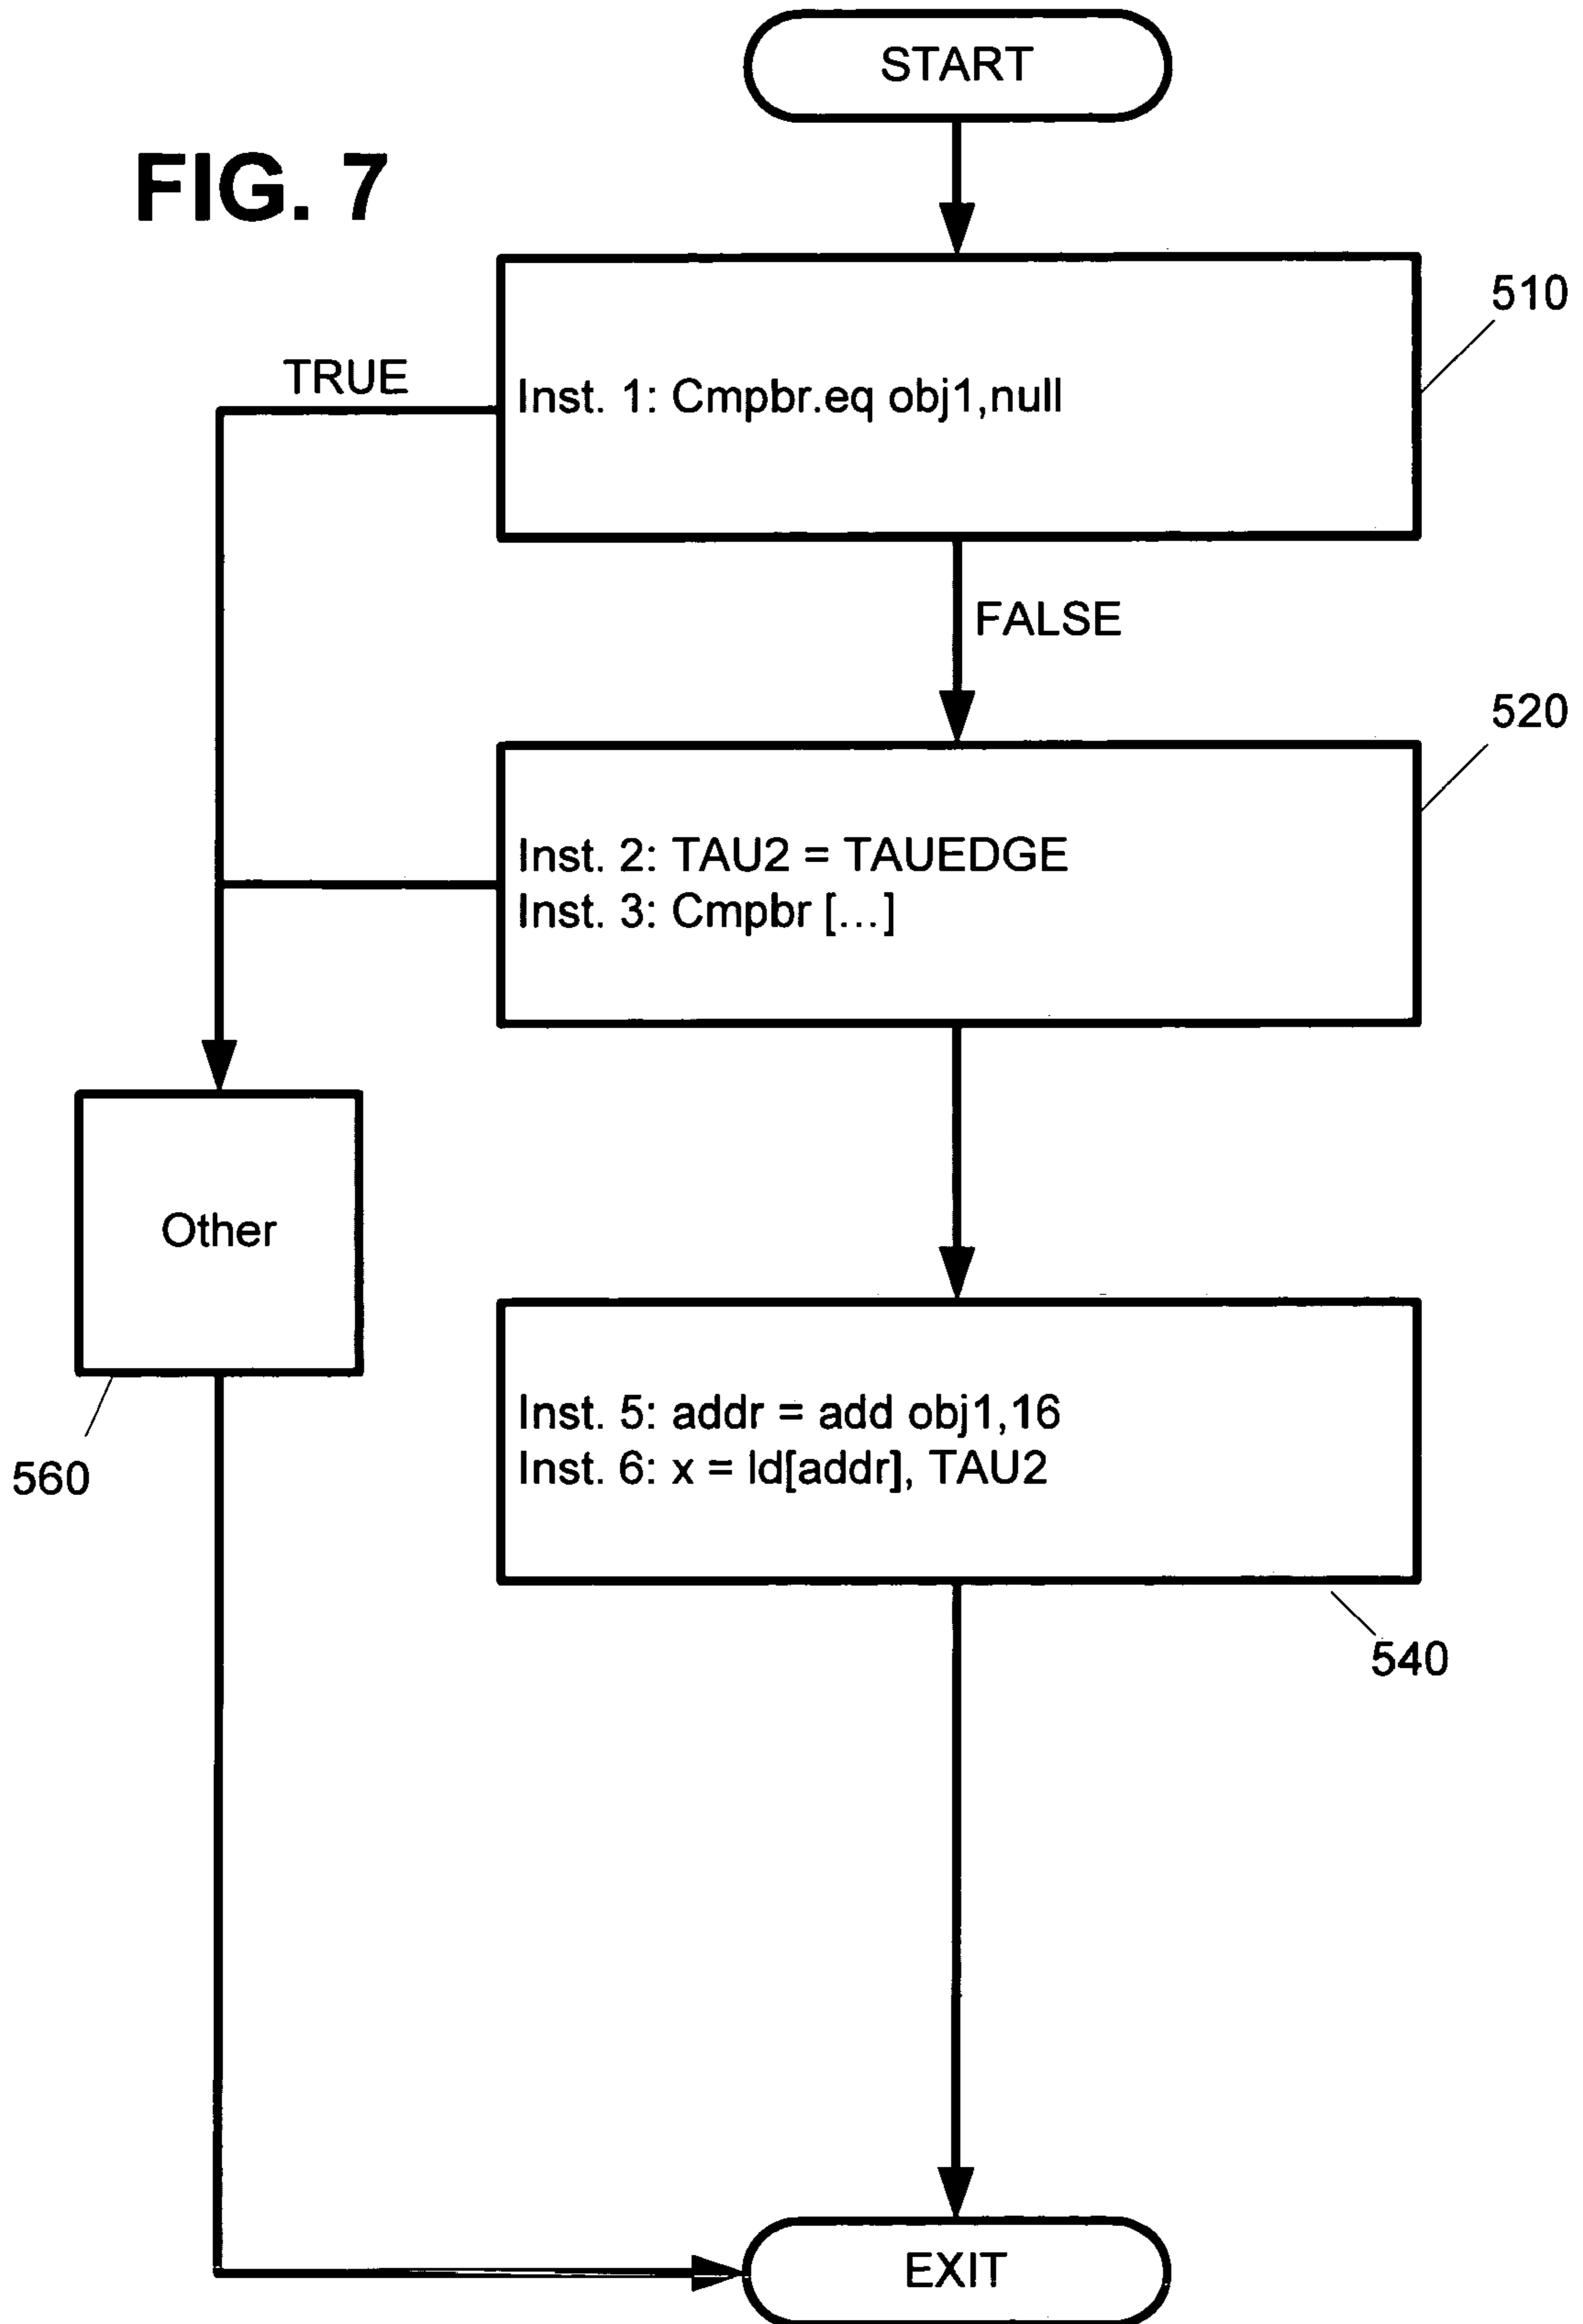 START
FIG. 7
510
TRUE
Inst. 1: Cmpbr.eq obj1,null
FALSE
520
Inst. 2: TAU2 = TAUEDGE
Inst. 3: Cmpbr [...]
Other
560
Inst. 5: addr = add obj1,16
Inst. 6: x = ld[addr], TAU2
540
EXIT